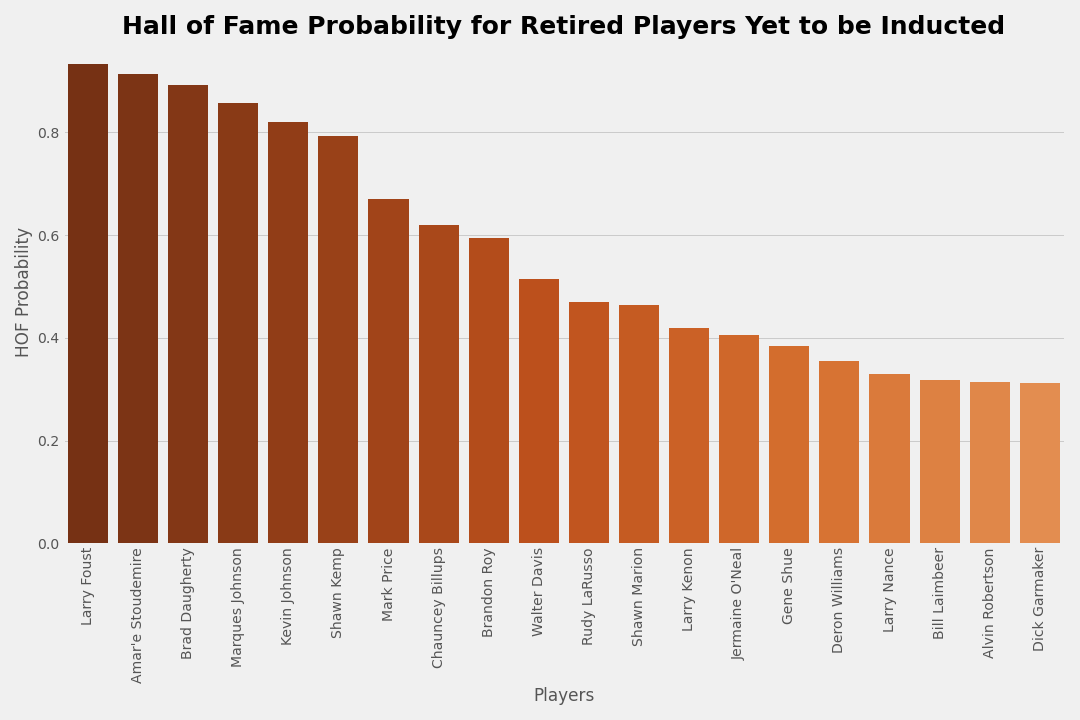 Hall of Fame Probability for Retired Players Yet to be Inducted
HOF Probability
0.8
0.6
0.4
0.2
0.0
Larry Foust
Amar'e Stoudemire
Brad Daugherty
Marques Johnson
Kevin Johnson
Shawn Kemp
Mark Price
Chauncey Billups
Brandon Roy
Walter Davis
Rudy LaRusso
Shawn Marion
Larry Kenon
Jermaine O'Neal
Gene Shue
Deron Williams
Larry Nance
Bill Laimbeer
Alvin Robertson
Dick Garmaker
Players